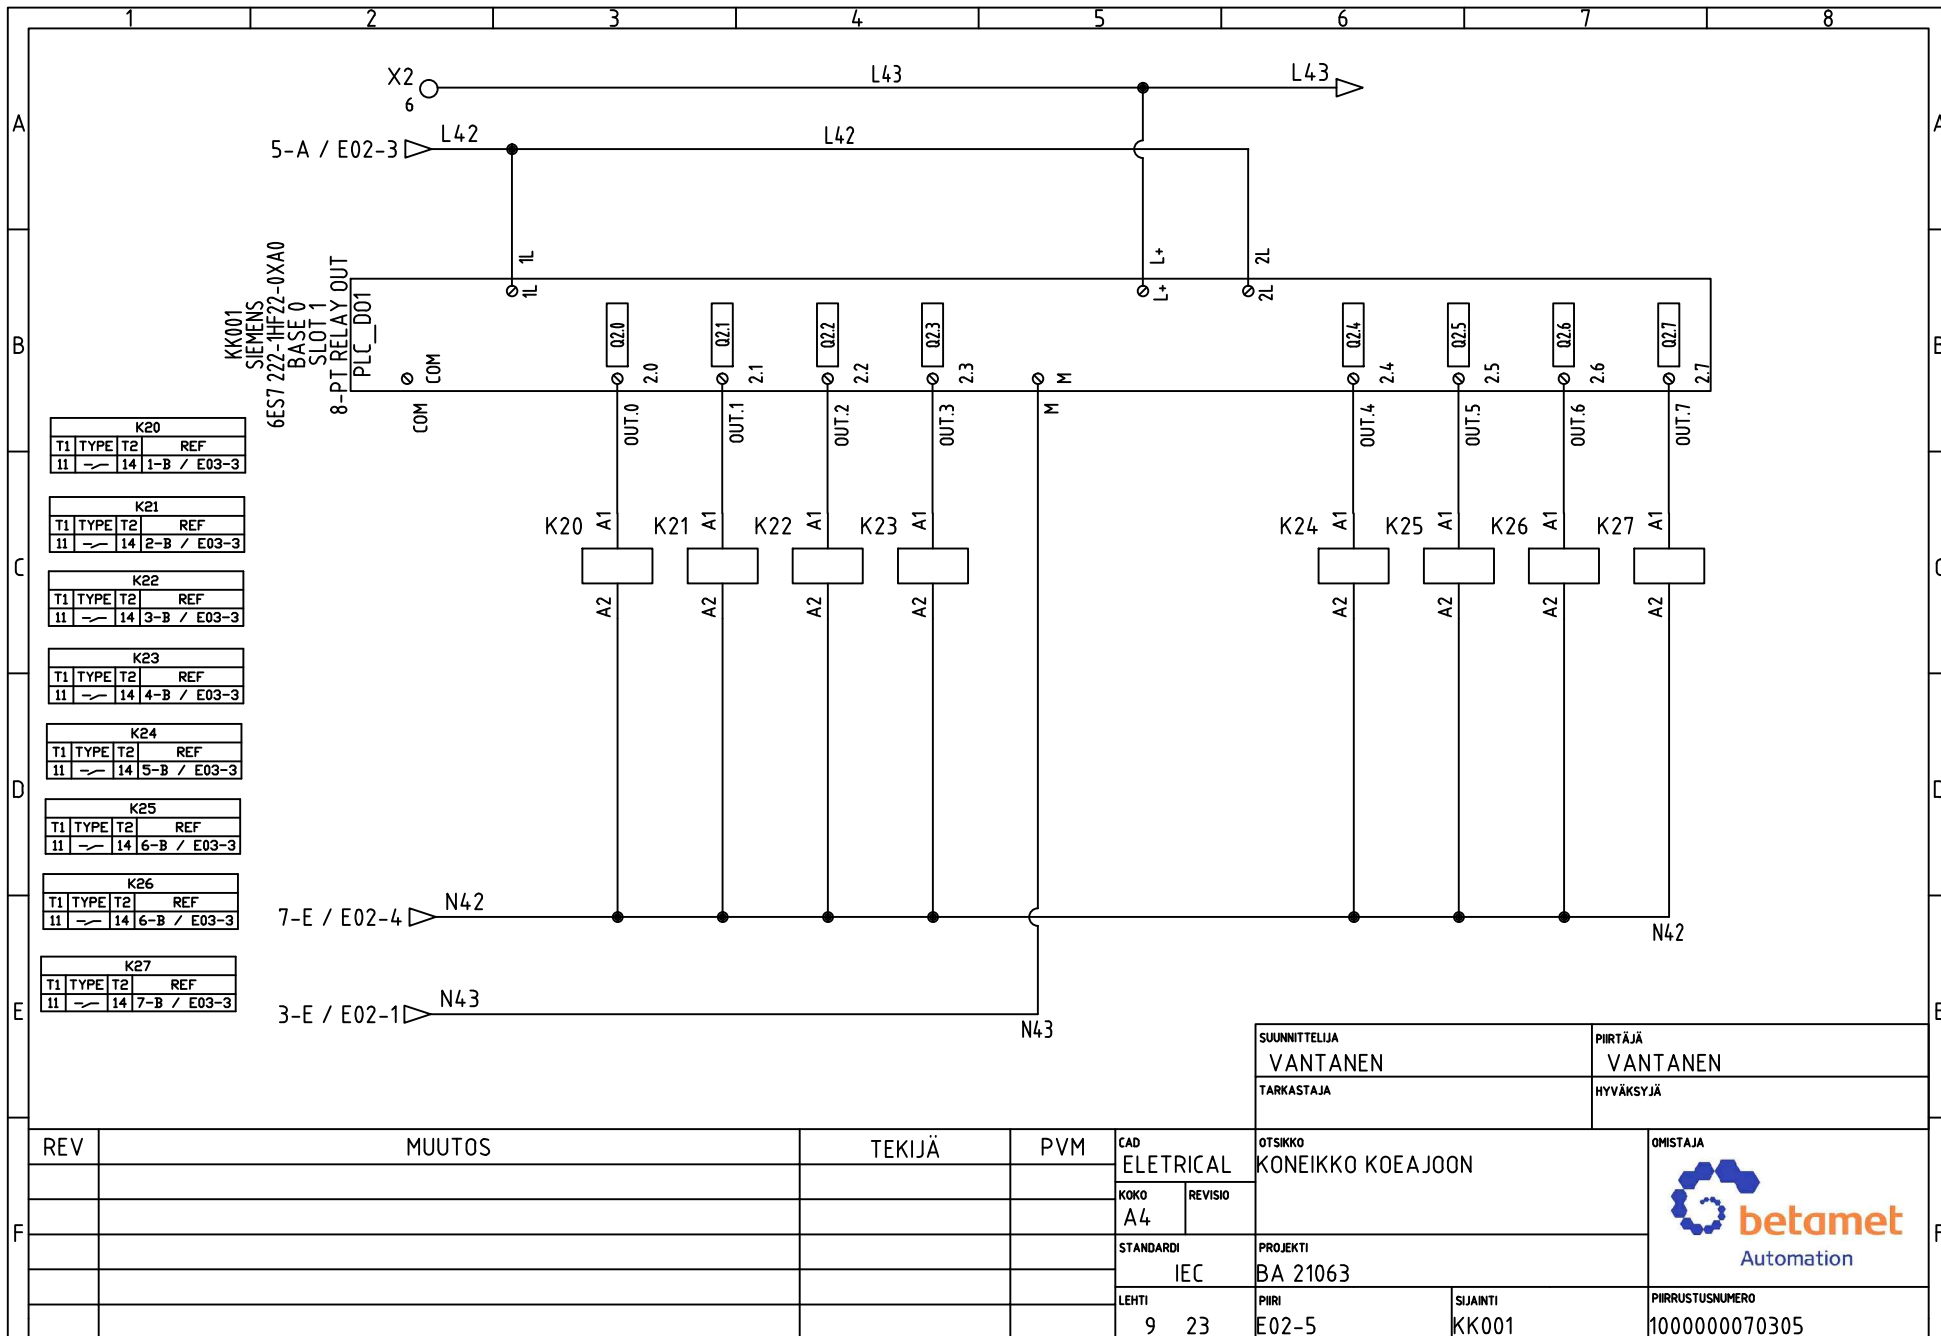 1 2 3 4 5 6 7 8
A A
X2
6
L43
L43
5-A / E02-3
L42
L42
1L
L+
2L
B B
KK001
SIEMENS
6ES7 222-1HF22-0XA0
BASE 0
SLOT 1
8-PT RELAY OUT
PLC_DO1
1L
L+
2L
Q2.0 Q2.1 Q2.2 Q2.3 Q2.4 Q2.5 Q2.6 Q2.7
COM 2.0 2.1 2.2 2.3 M 2.4 2.5 2.6 2.7
COM OUT.0 OUT.1 OUT.2 OUT.3 M OUT.4 OUT.5 OUT.6 OUT.7
C C
K20 A1 K21 A1 K22 A1 K23 A1 K24 A1 K25 A1 K26 A1 K27 A1
A2 A2 A2 A2 A2 A2 A2 A2
K20
T1 TYPE T2 REF
11 14 1-B / E03-3
K21
T1 TYPE T2 REF
11 14 2-B / E03-3
K22
T1 TYPE T2 REF
11 14 3-B / E03-3
K23
T1 TYPE T2 REF
11 14 4-B / E03-3
D D
K24
T1 TYPE T2 REF
11 14 5-B / E03-3
K25
T1 TYPE T2 REF
11 14 6-B / E03-3
K26
T1 TYPE T2 REF
11 14 6-B / E03-3
K27
T1 TYPE T2 REF
11 14 7-B / E03-3
E E
7-E / E02-4
N42
N42
3-E / E02-1
N43
N43
SUUNNITTELIJA
VANTANEN
PIIRTÄJÄ
VANTANEN
TARKASTAJA
HYVÄKSYJÄ
F F
REV MUUTOS TEKIJÄ PVM
CAD
ELETRICAL
OTSIKKO
KONEIKKO KOEAJOON
OMISTAJA
betamet
Automation
KOKO
A4
REVISIO
STANDARDI
IEC
PROJEKTI
BA 21063
LEHTI
9 23
PIIRI
E02-5
SIJAINTI
KK001
PIIRRUSTUSNUMERO
1000000070305